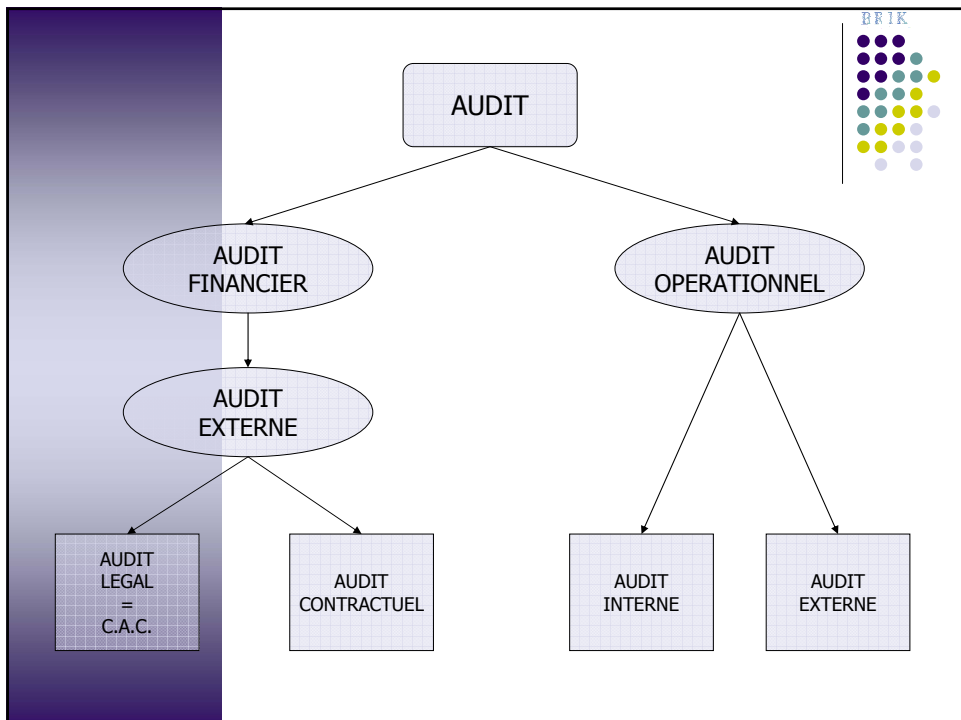 BRIK
AUDIT
AUDIT
FINANCIER
AUDIT
OPERATIONNEL
AUDIT
EXTERNE
AUDIT
LEGAL
=
C.A.C.
AUDIT
CONTRACTUEL
AUDIT
INTERNE
AUDIT
EXTERNE